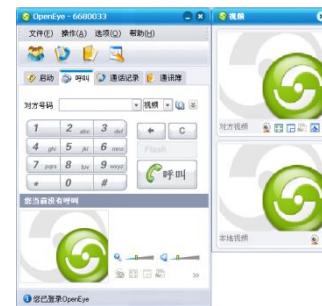 OpenEye - 6680033
文件(F) 操作(A) 选项(O) 帮助(H)
启动 呼叫 通话记录 通讯簿
对方号码 视频
1 2 abc 3 def C
4 ghi 5 jkl 6 mno Flash
7 pqrs 8 tuv 9 wxyz 呼叫
* 0 #
您当前没有呼叫
您已登录OpenEye
视频
对方视频
本地视频